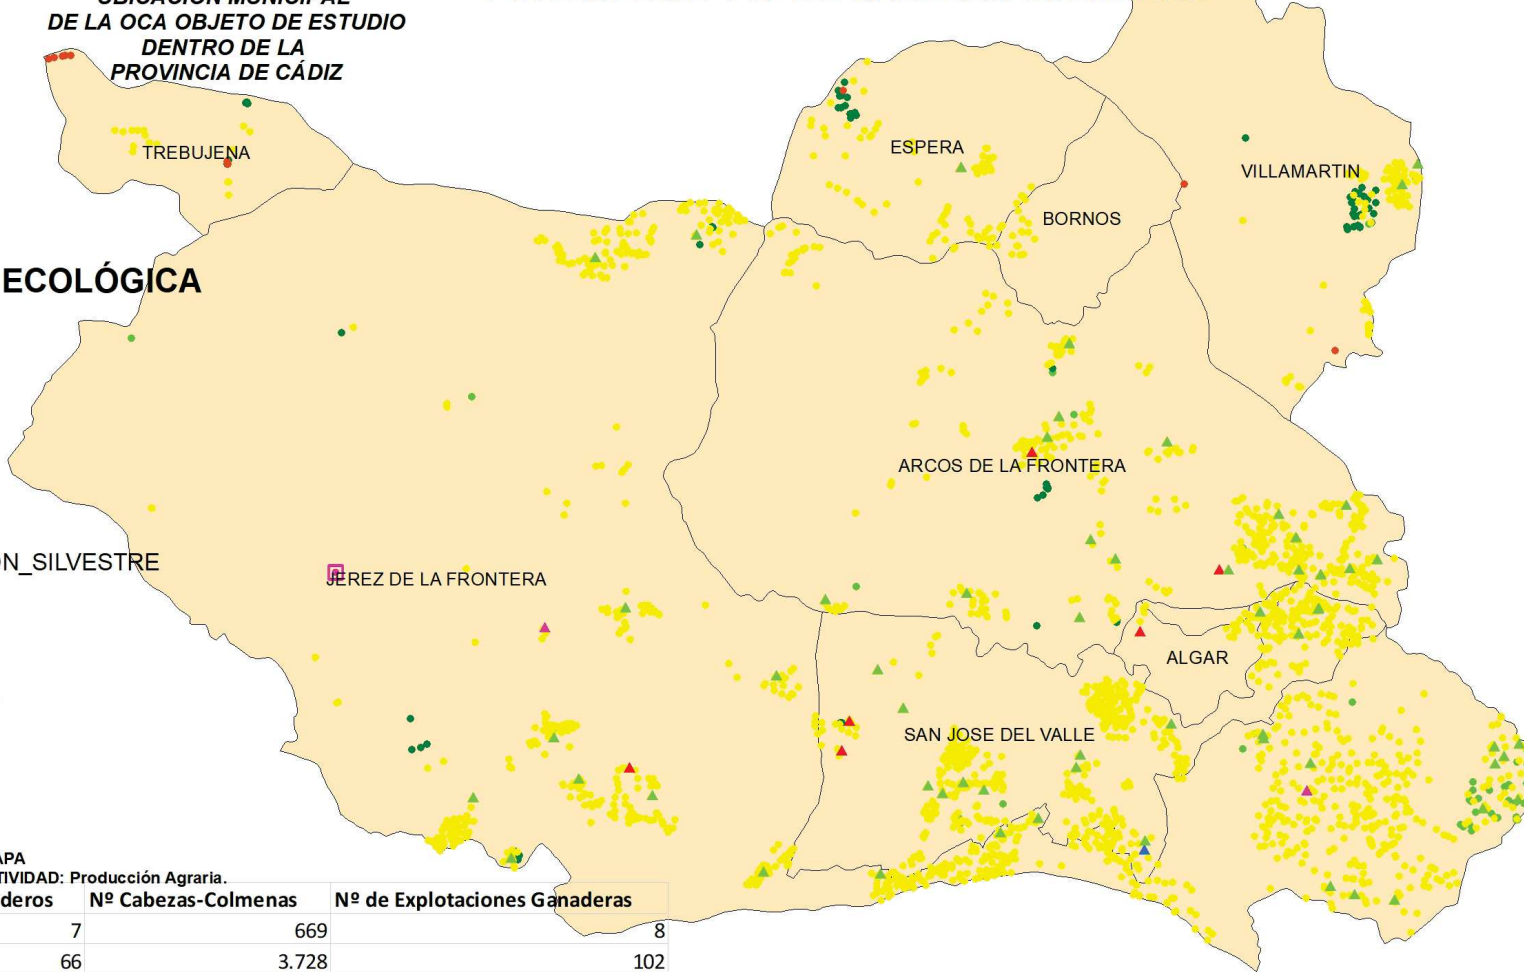 UBICACIÓN MUNICIPAL
DE LA OCA OBJETO DE ESTUDIO
DENTRO DE LA
PROVINCIA DE CÁDIZ
TREBUJENA
ESPERA
VILLAMARTIN
BORNOS
ECOLÓGICA
ARCOS DE LA FRONTERA
N_SILVESTRE
JEREZ DE LA FRONTERA
ALGAR
SAN JOSE DEL VALLE
APA
TIVIDAD: Producción Agraria.
deros Nº Cabezas-Colmenas Nº de Explotaciones Ganaderas
7 669 8
66 3.728 102